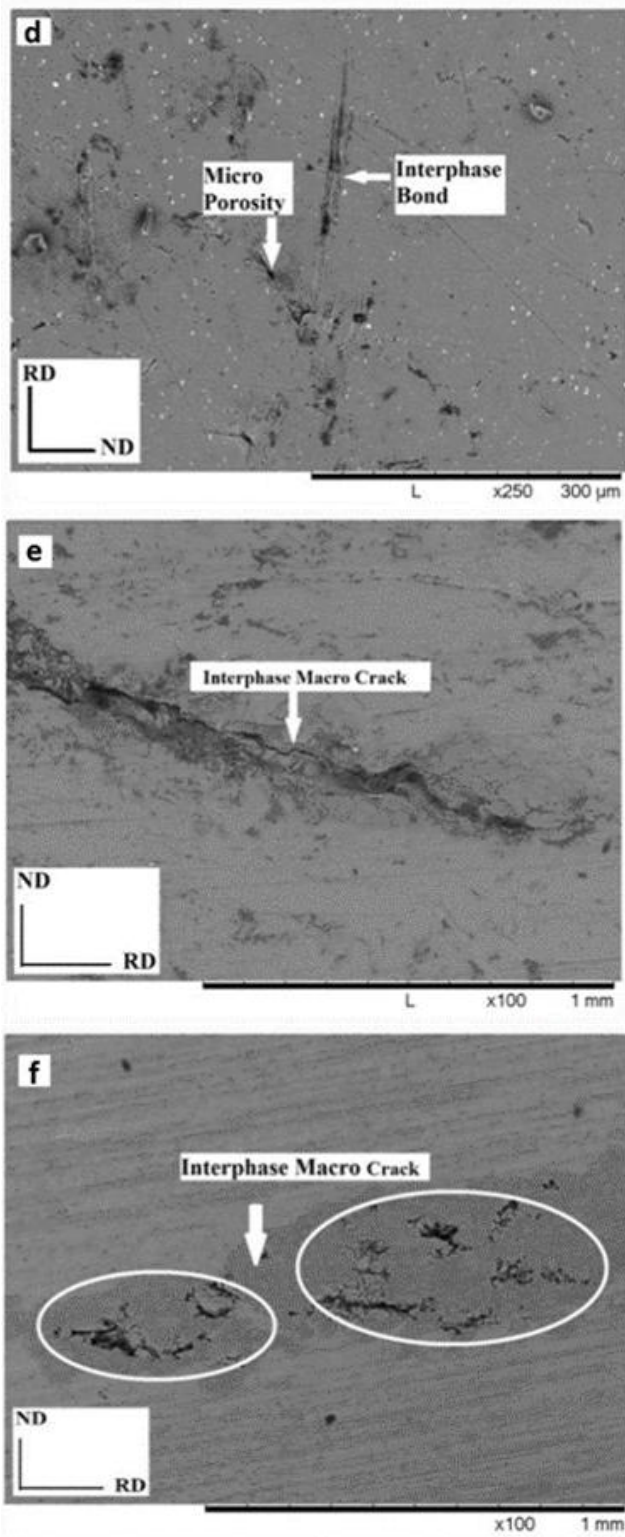 d
Micro
Porosity
Interphase
Bond
RD
ND
L x250 300 µm
e
Interphase Macro Crack
ND
RD
L x100 1 mm
f
Interphase Macro Crack
ND
RD
x100 1 mm